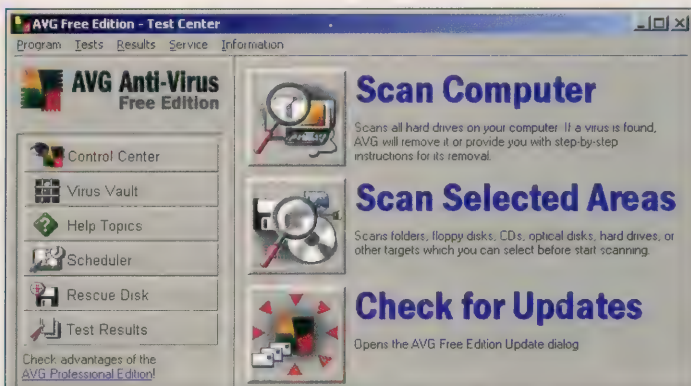 AVG Free Edition - Test Center
Program Tests Results Service Information
AVG Anti-Virus
Free Edition
Control Center
Virus Vault
Help Topics
Scheduler
Rescue Disk
Test Results
Check advantages of the
AVG Professional Edition!
Scan Computer
Scans all hard drives on your computer. If a virus is found,
AVG will remove it or provide you with step-by-step
instructions for its removal.
Scan Selected Areas
Scans folders, floppy disks, CDs, optical disks, hard drives, or
other targets which you can select before start scanning.
Check for Updates
Opens the AVG Free Edition Update dialog